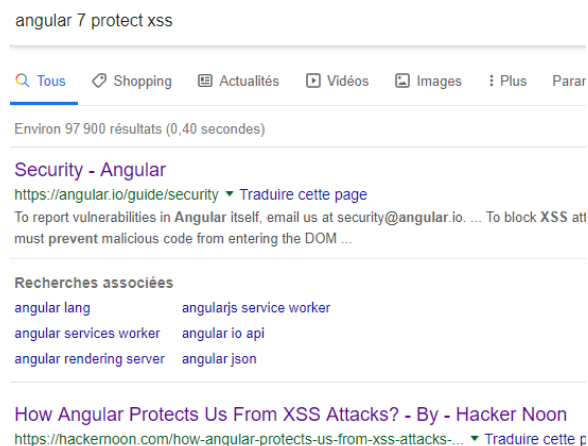 angular 7 protect xss
Tous Shopping Actualités Vidéos Images Plus
Environ 97 900 résultats (0,40 secondes)
Security - Angular
https://angular.io/guide/security ▼ Traduire cette page
To report vulnerabilities in Angular itself, email us at security@angular.io. ... To block XSS
must prevent malicious code from entering the DOM ...
Recherches associées
angular lang angularjs service worker
angular services worker angular io api
angular rendering server angular json
How Angular Protects Us From XSS Attacks? - By - Hacker Noon
https://hackernoon.com/how-angular-protects-us-from-xss-attacks-... ▼ Traduire cette